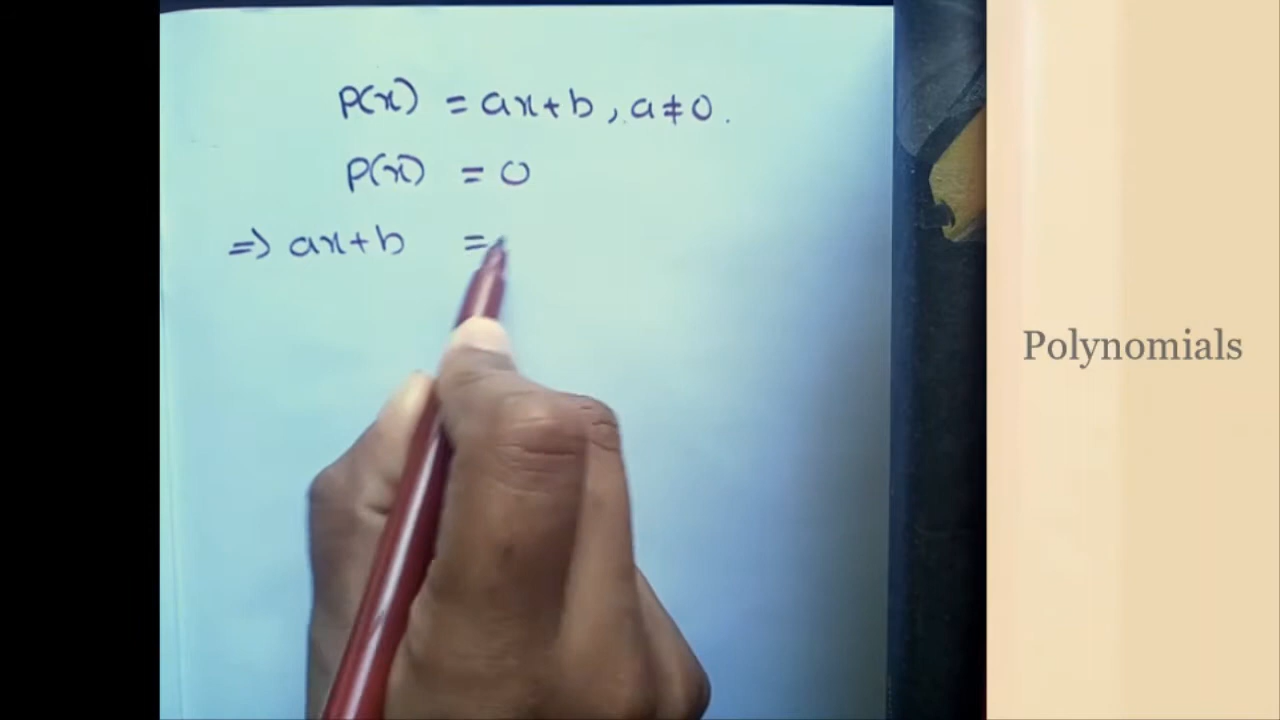 P(x) = ax+b, a≠0.
P(x) = 0
⇒ ax+b =
Polynomials